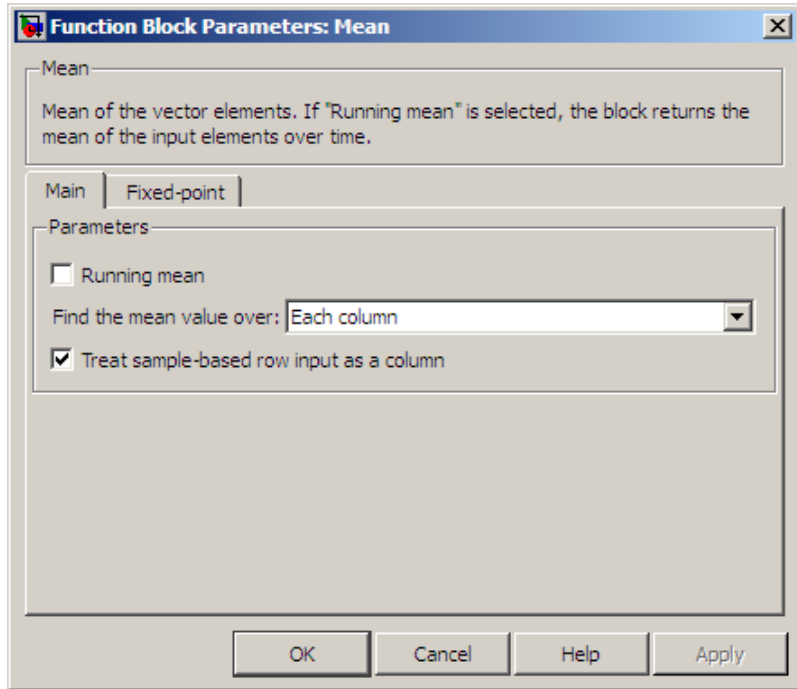 Function Block Parameters: Mean
Mean
Mean of the vector elements. If "Running mean" is selected, the block returns the
mean of the input elements over time.
Main Fixed-point
Parameters
Running mean
Find the mean value over: Each column
Treat sample-based row input as a column
OK Cancel Help Apply